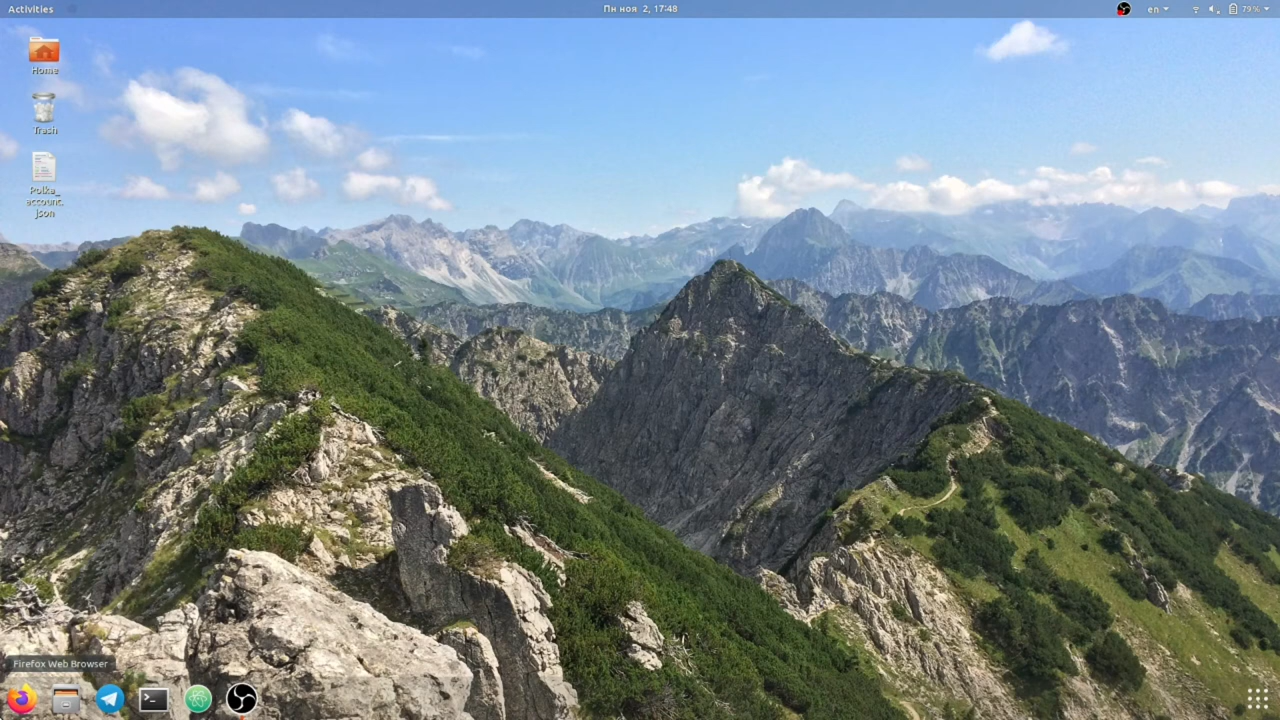 Activities
Пн ноя 2, 17:48
en
79%
Home
Trash
Polka_
account.
json
Firefox Web Browser